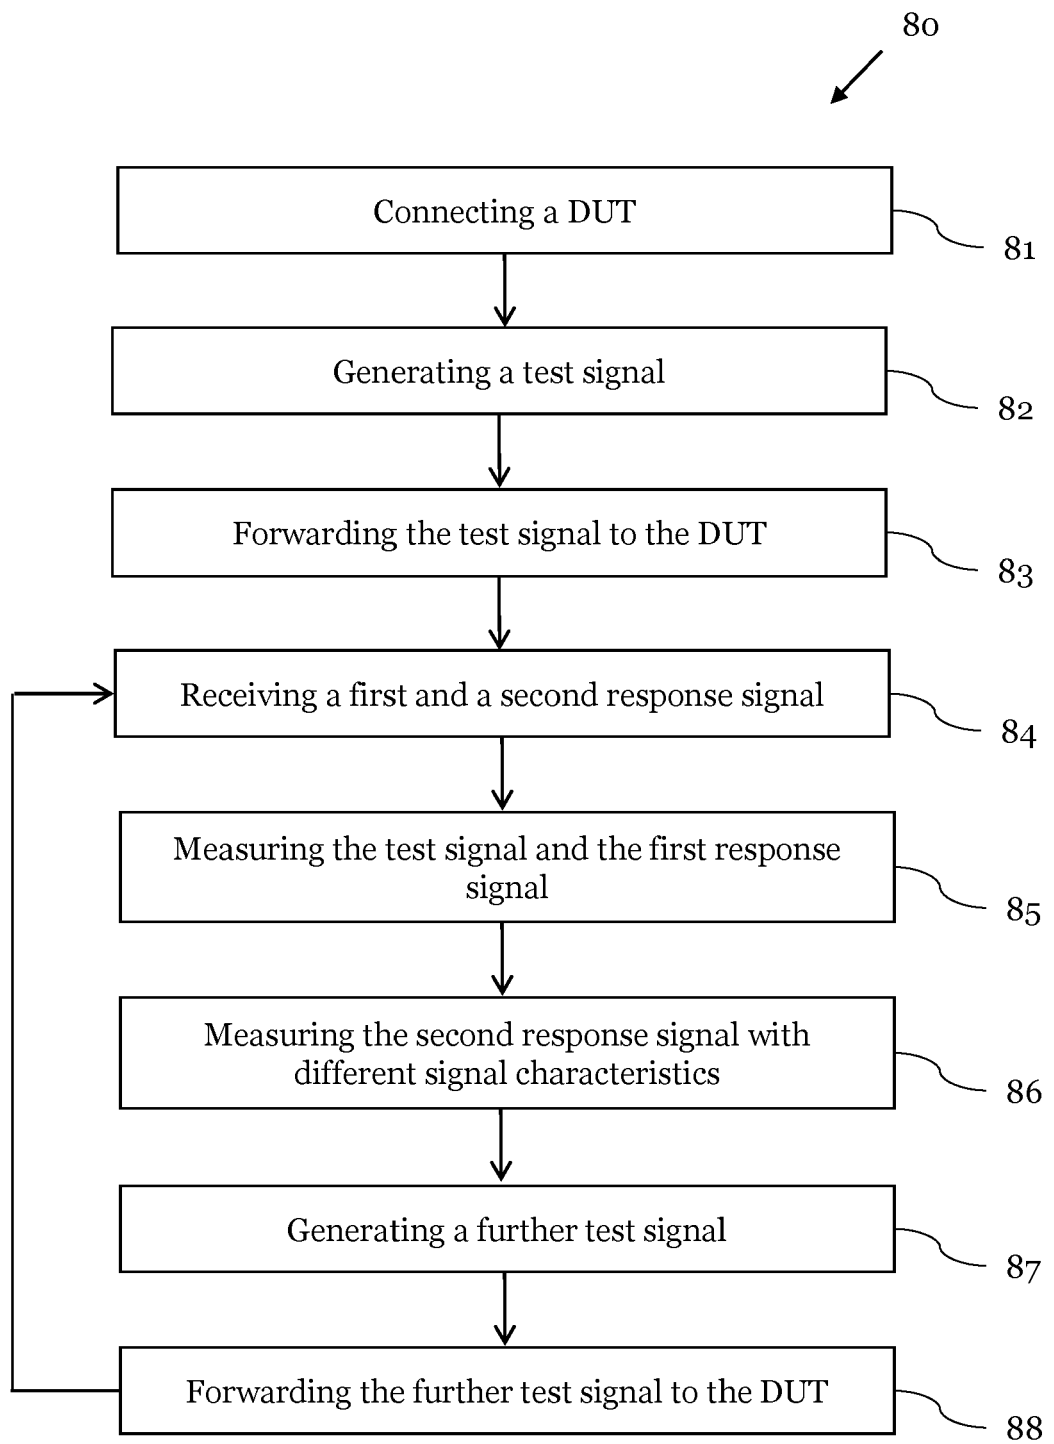 80
Connecting a DUT
81
Generating a test signal
82
Forwarding the test signal to the DUT
83
Receiving a first and a second response signal
84
Measuring the test signal and the first response
signal
85
Measuring the second response signal with
different signal characteristics
86
Generating a further test signal
87
Forwarding the further test signal to the DUT
88